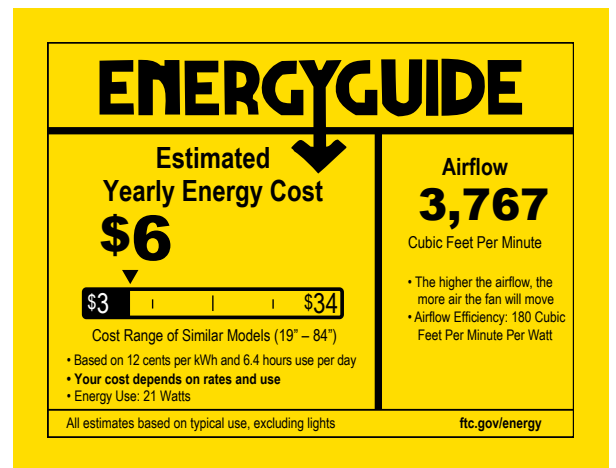 ENERGYGUIDE
Estimated
Yearly Energy Cost
$6
$3 $34
Cost Range of Similar Models (19” – 84”)
• Based on 12 cents per kWh and 6.4 hours use per day
• Your cost depends on rates and use
• Energy Use: 21 Watts
Airflow
3,767
Cubic Feet Per Minute
• The higher the airflow, the
more air the fan will move
• Airflow Efficiency: 180 Cubic
Feet Per Minute Per Watt
All estimates based on typical use, excluding lights
ftc.gov/energy